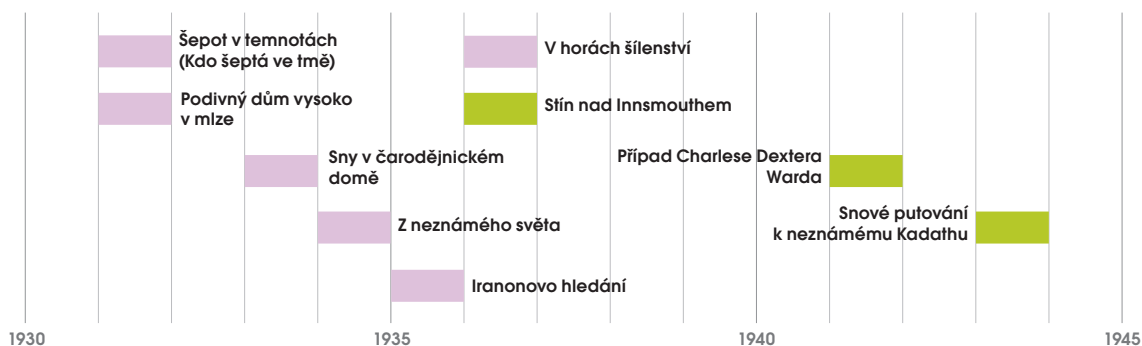 Šepot v temnotách
(Kdo šeptá ve tmě)
V horách šílenství
Podivný dům vysoko
v mlze
Stín nad Innsmouthem
Sny v čarodějnickém
domě
Případ Charlese Dextera
Warda
Z neznámého světa
Snové putování
k neznámému Kadathu
Iranonovo hledání
1930
1935
1940
1945